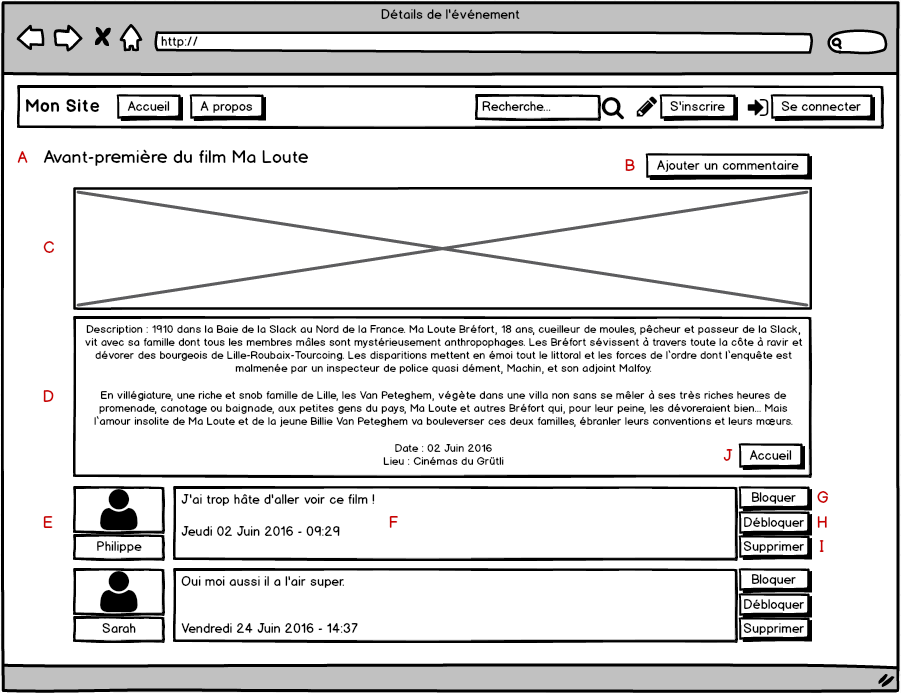 Détails de l'événement
http://
Mon Site Accueil A propos Recherche... S'inscrire Se connecter
A Avant-première du film Ma Loute
B Ajouter un commentaire
C
Description : 1910 dans la Baie de la Slack au Nord de la France. Ma Loute Bréfort, 18 ans, cueilleur de moules, pêcheur et passeur de la Slack,
vit avec sa famille dont tous les membres mâles sont mystérieusement anthropophages. Les Bréfort sévissent à travers toute la côte à ravir et
dévorer des bourgeois de Lille-Roubaix-Tourcoing. Les disparitions mettent en émoi tout le littoral et les forces de l`ordre dont l`enquête est
malmenée par un inspecteur de police quasi dément, Machin, et son adjoint Malfoy.
D
En villégiature, une riche et snob famille de Lille, les Van Peteghem, végète dans une villa non sans se mêler à ses très riches heures de
promenade, canotage ou baignade, aux petites gens du pays, Ma Loute et autres Bréfort qui, pour leur peine, les dévoreraient bien... Mais
l`amour insolite de Ma Loute et de la jeune Billie Van Peteghem va bouleverser ces deux familles, ébranler leurs conventions et leurs mœurs.
Date : 02 Juin 2016
Lieu : Cinémas du Grütli
J Accueil
E
Philippe
J'ai trop hâte d'aller voir ce film !
F
Jeudi 02 Juin 2016 - 09:29
Bloquer G
Débloquer H
Supprimer I
Sarah
Oui moi aussi il a l'air super.
Vendredi 24 Juin 2016 - 14:37
Bloquer
Débloquer
Supprimer